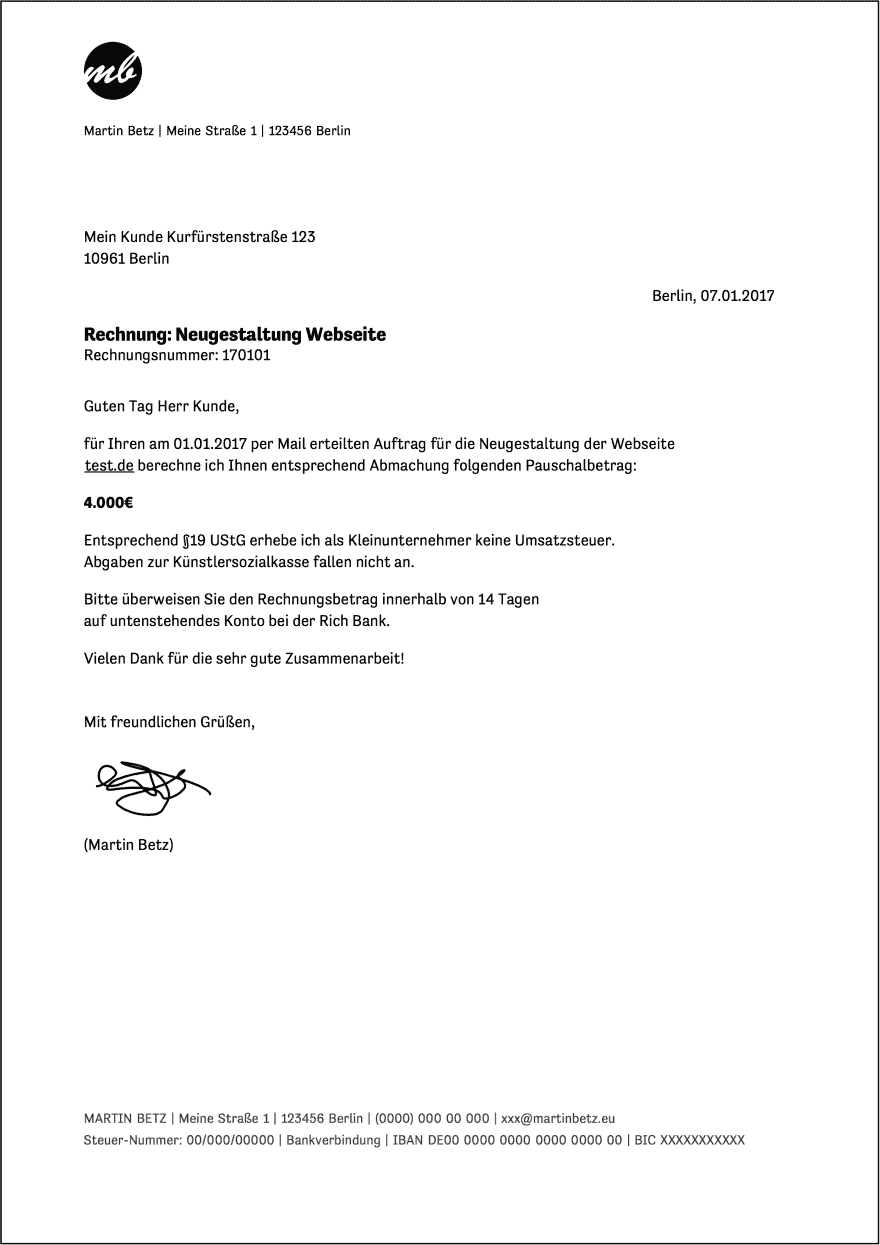 mb
Martin Betz | Meine Straße 1 | 123456 Berlin
Mein Kunde Kurfürstenstraße 123
10961 Berlin
Berlin, 07.01.2017
Rechnung: Neugestaltung Webseite
Rechnungsnummer: 170101
Guten Tag Herr Kunde,
für Ihren am 01.01.2017 per Mail erteilten Auftrag für die Neugestaltung der Webseite
test.de berechne ich Ihnen entsprechend Abmachung folgenden Pauschalbetrag:
4.000€
Entsprechend §19 UStG erhebe ich als Kleinunternehmer keine Umsatzsteuer.
Abgaben zur Künstlersozialkasse fallen nicht an.
Bitte überweisen Sie den Rechnungsbetrag innerhalb von 14 Tagen
auf untenstehendes Konto bei der Rich Bank.
Vielen Dank für die sehr gute Zusammenarbeit!
Mit freundlichen Grüßen,
(Martin Betz)
MARTIN BETZ | Meine Straße 1 | 123456 Berlin | (0000) 000 00 000 | xxx@martinbetz.eu
Steuer-Nummer: 00/000/00000 | Bankverbindung | IBAN DE00 0000 0000 0000 0000 00 | BIC XXXXXXXXXXX